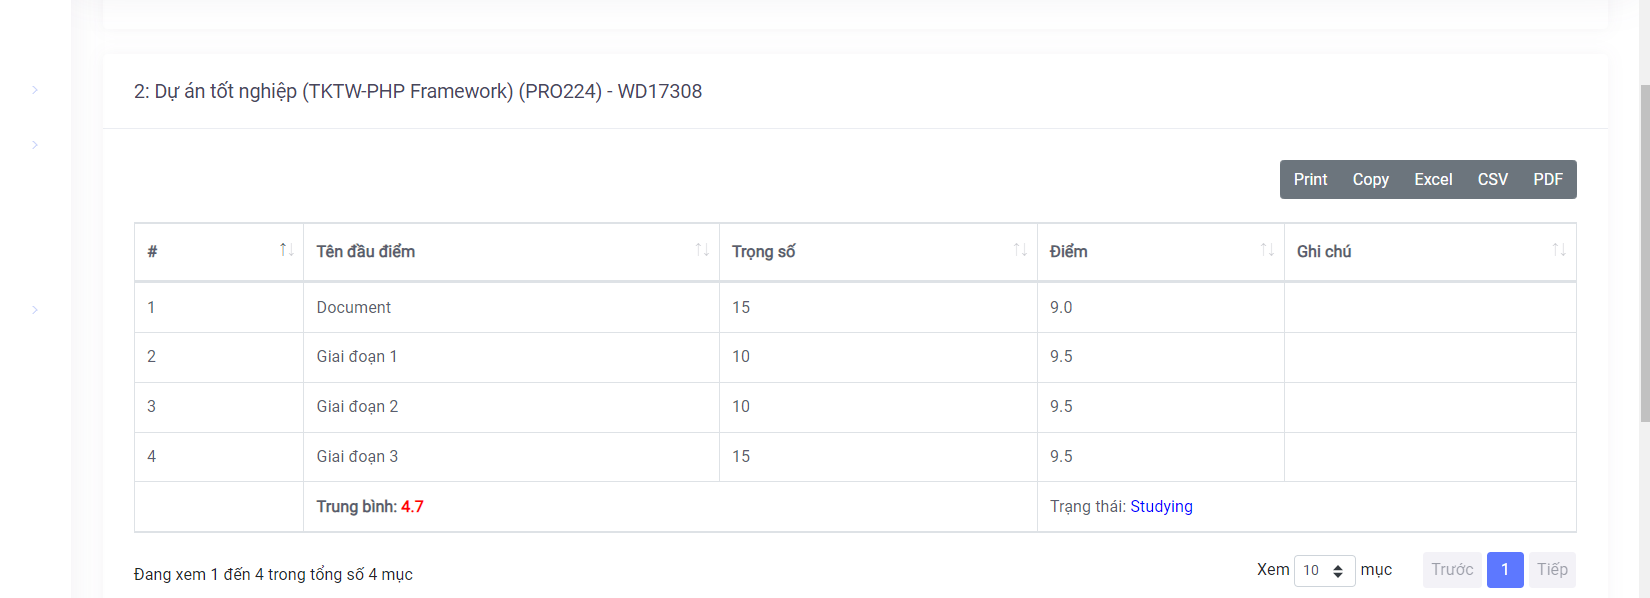 2: Dự án tốt nghiệp (TKTW-PHP Framework) (PRO224) - WD17308
Print Copy Excel CSV PDF
# Tên đầu điểm Trọng số Điểm Ghi chú
1 Document 15 9.0
2 Giai đoạn 1 10 9.5
3 Giai đoạn 2 10 9.5
4 Giai đoạn 3 15 9.5
Trung bình: 4.7 Trạng thái: Studying
Đang xem 1 đến 4 trong tổng số 4 mục Xem 10 mục Trước 1 Tiếp